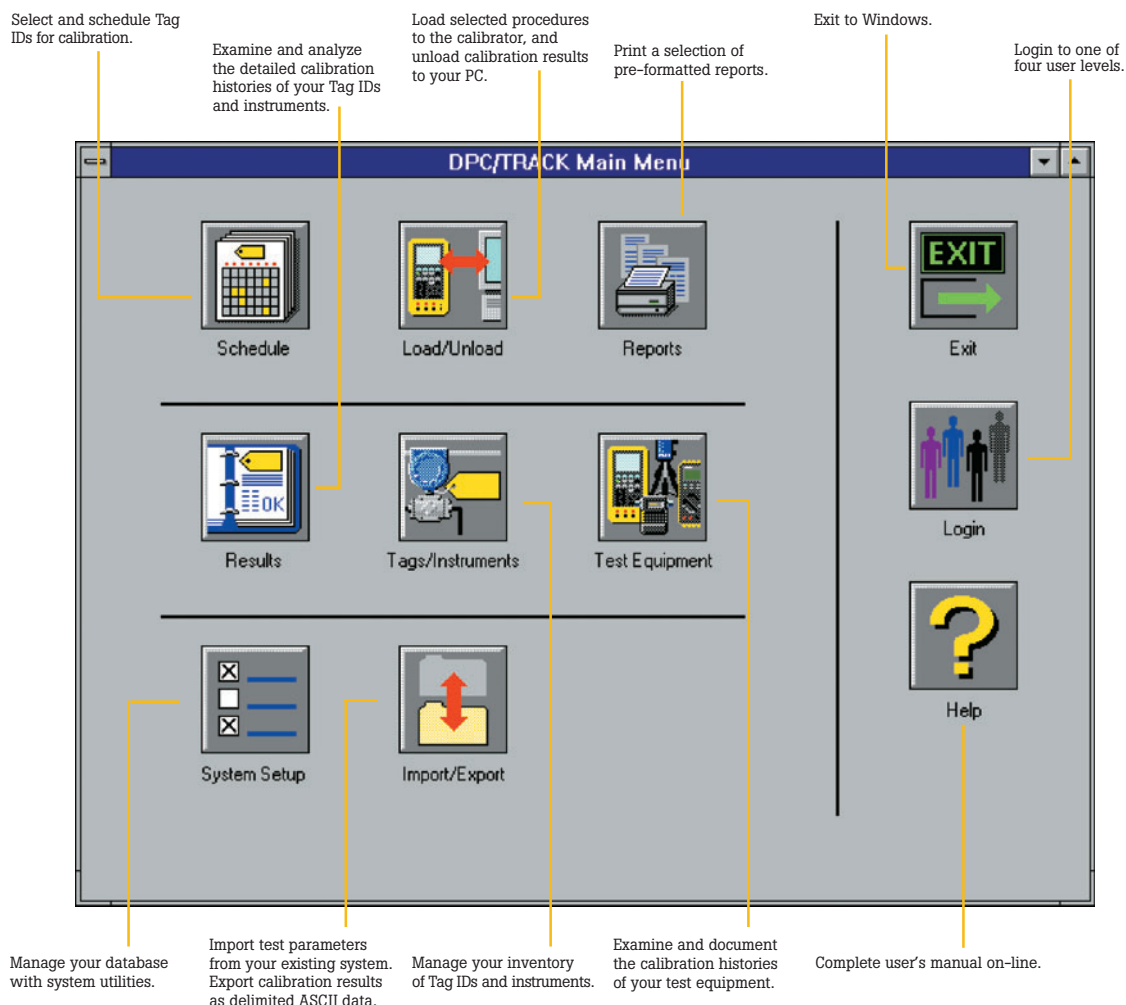 Select and schedule Tag
IDs for calibration.
Examine and analyze
the detailed calibration
histories of your Tag IDs
and instruments.
Load selected procedures
to the calibrator, and
unload calibration results
to your PC.
Print a selection of
pre-formatted reports.
Exit to Windows.
Login to one of
four user levels.
DPC/TRACK Main Menu
Schedule
Load/Unload
Reports
EXIT
Exit
OK
Results
Tags/Instruments
Test Equipment
Login
System Setup
Import/Export
?
Help
Manage your database
with system utilities.
Import test parameters
from your existing system.
Export calibration results
as delimited ASCII data.
Manage your inventory
of Tag IDs and instruments.
Examine and document
the calibration histories
of your test equipment.
Complete user's manual on-line.